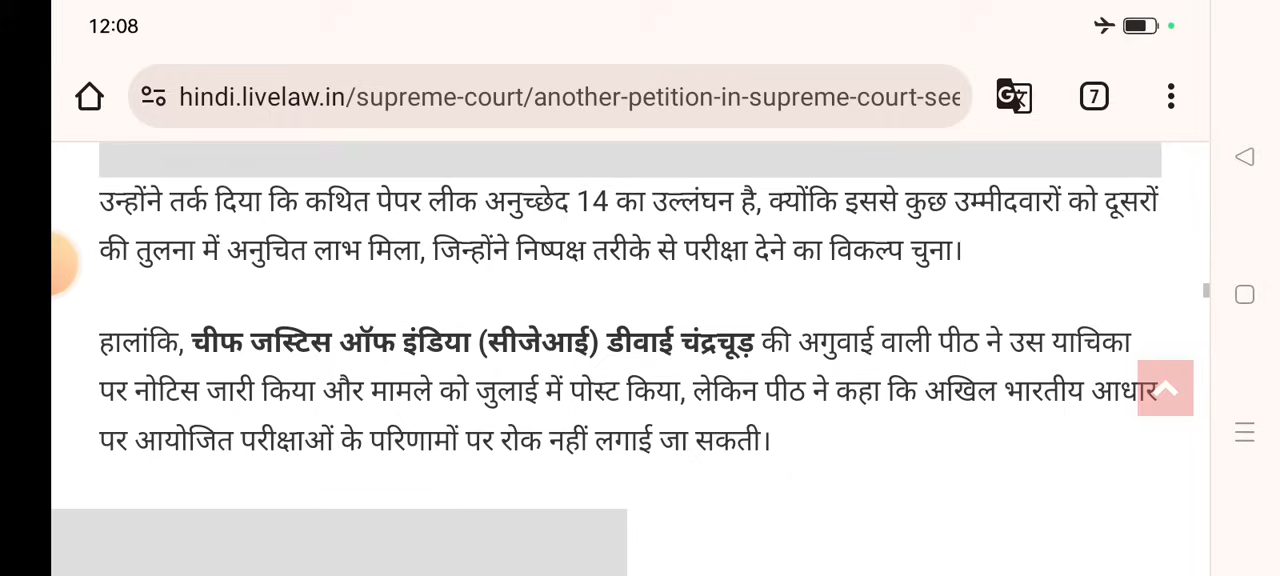 12:08
hindi.livelaw.in/supreme-court/another-petition-in-supreme-court-see
7
उन्होंने तर्क दिया कि कथित पेपर लीक अनुच्छेद 14 का उल्लंघन है, क्योंकि इससे कुछ उम्मीदवारों को दूसरों
की तुलना में अनुचित लाभ मिला, जिन्होंने निष्पक्ष तरीके से परीक्षा देने का विकल्प चुना।
हालांकि, चीफ जस्टिस ऑफ इंडिया (सीजेआई) डीवाई चंद्रचूड़ की अगुवाई वाली पीठ ने उस याचिका
पर नोटिस जारी किया और मामले को जुलाई में पोस्ट किया, लेकिन पीठ ने कहा कि अखिल भारतीय आधार
पर आयोजित परीक्षाओं के परिणामों पर रोक नहीं लगाई जा सकती।